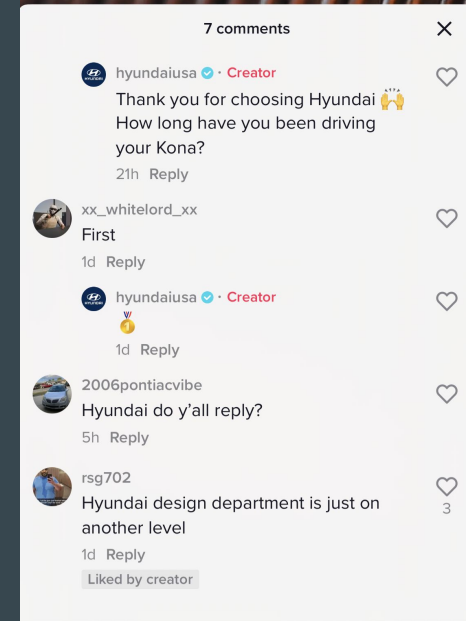 7 comments
hyundaiusa · Creator
Thank you for choosing Hyundai 🙌
How long have you been driving
your Kona?
21h Reply
xx_whitelord_xx
First
1d Reply
hyundaiusa · Creator
🥇
1d Reply
2006pontiacvibe
Hyundai do y'all reply?
5h Reply
rsg702
Hyundai design department is just on
another level
3
1d Reply
Liked by creator